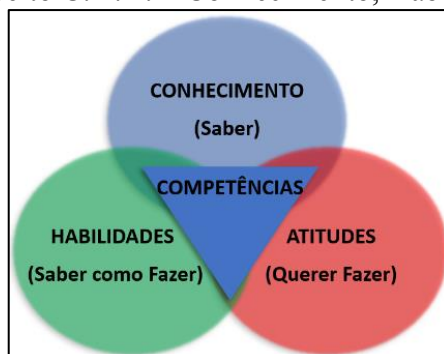 CONHECIMENTO
(Saber)
COMPETÊNCIAS
HABILIDADES
(Saber como Fazer)
ATITUDES
(Querer Fazer)